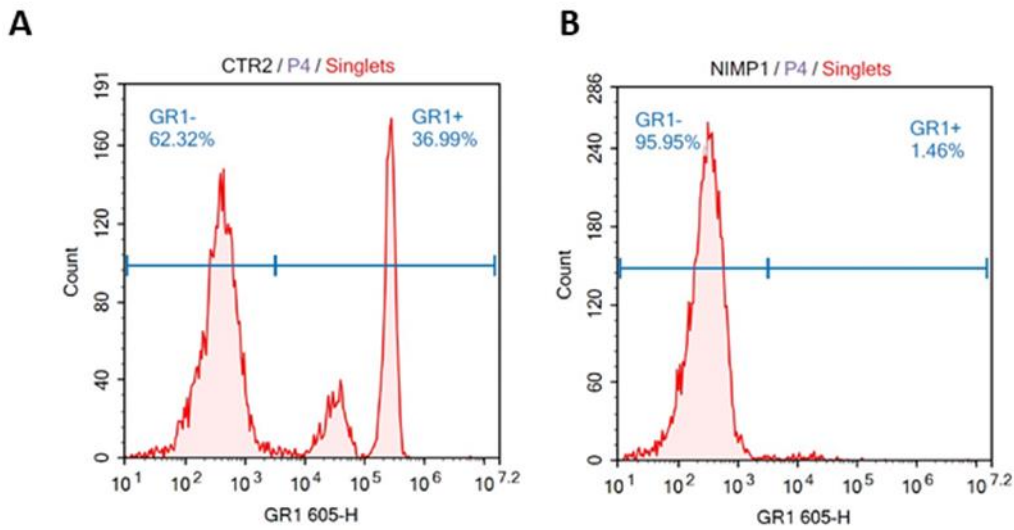 A
CTR2 / P4 / Singlets
191
160
120
80
40
0
Count
GR1-
62.32%
GR1+
36.99%
10^1 10^2 10^3 10^4 10^5 10^6 10^7.2
GR1 605-H
B
NIMP1 / P4 / Singlets
286
240
180
120
60
0
Count
GR1-
95.95%
GR1+
1.46%
10^1 10^2 10^3 10^4 10^5 10^6 10^7.2
GR1 605-H